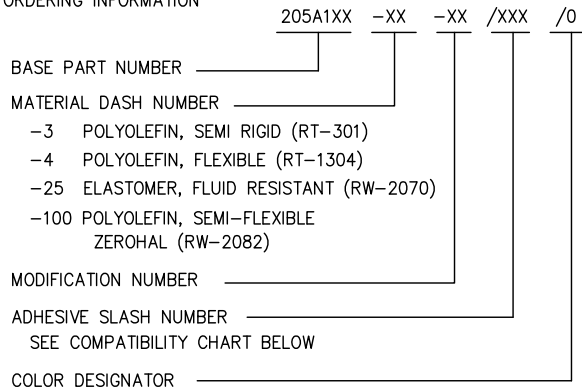 ORDERING INFORMATION
205A1XX -XX -XX /XXX /0
BASE PART NUMBER
MATERIAL DASH NUMBER
-3 POLYOLEFIN, SEMI RIGID (RT-301)
-4 POLYOLEFIN, FLEXIBLE (RT-1304)
-25 ELASTOMER, FLUID RESISTANT (RW-2070)
-100 POLYOLEFIN, SEMI-FLEXIBLE
ZEROHAL (RW-2082)
MODIFICATION NUMBER
ADHESIVE SLASH NUMBER
SEE COMPATIBILITY CHART BELOW
COLOR DESIGNATOR